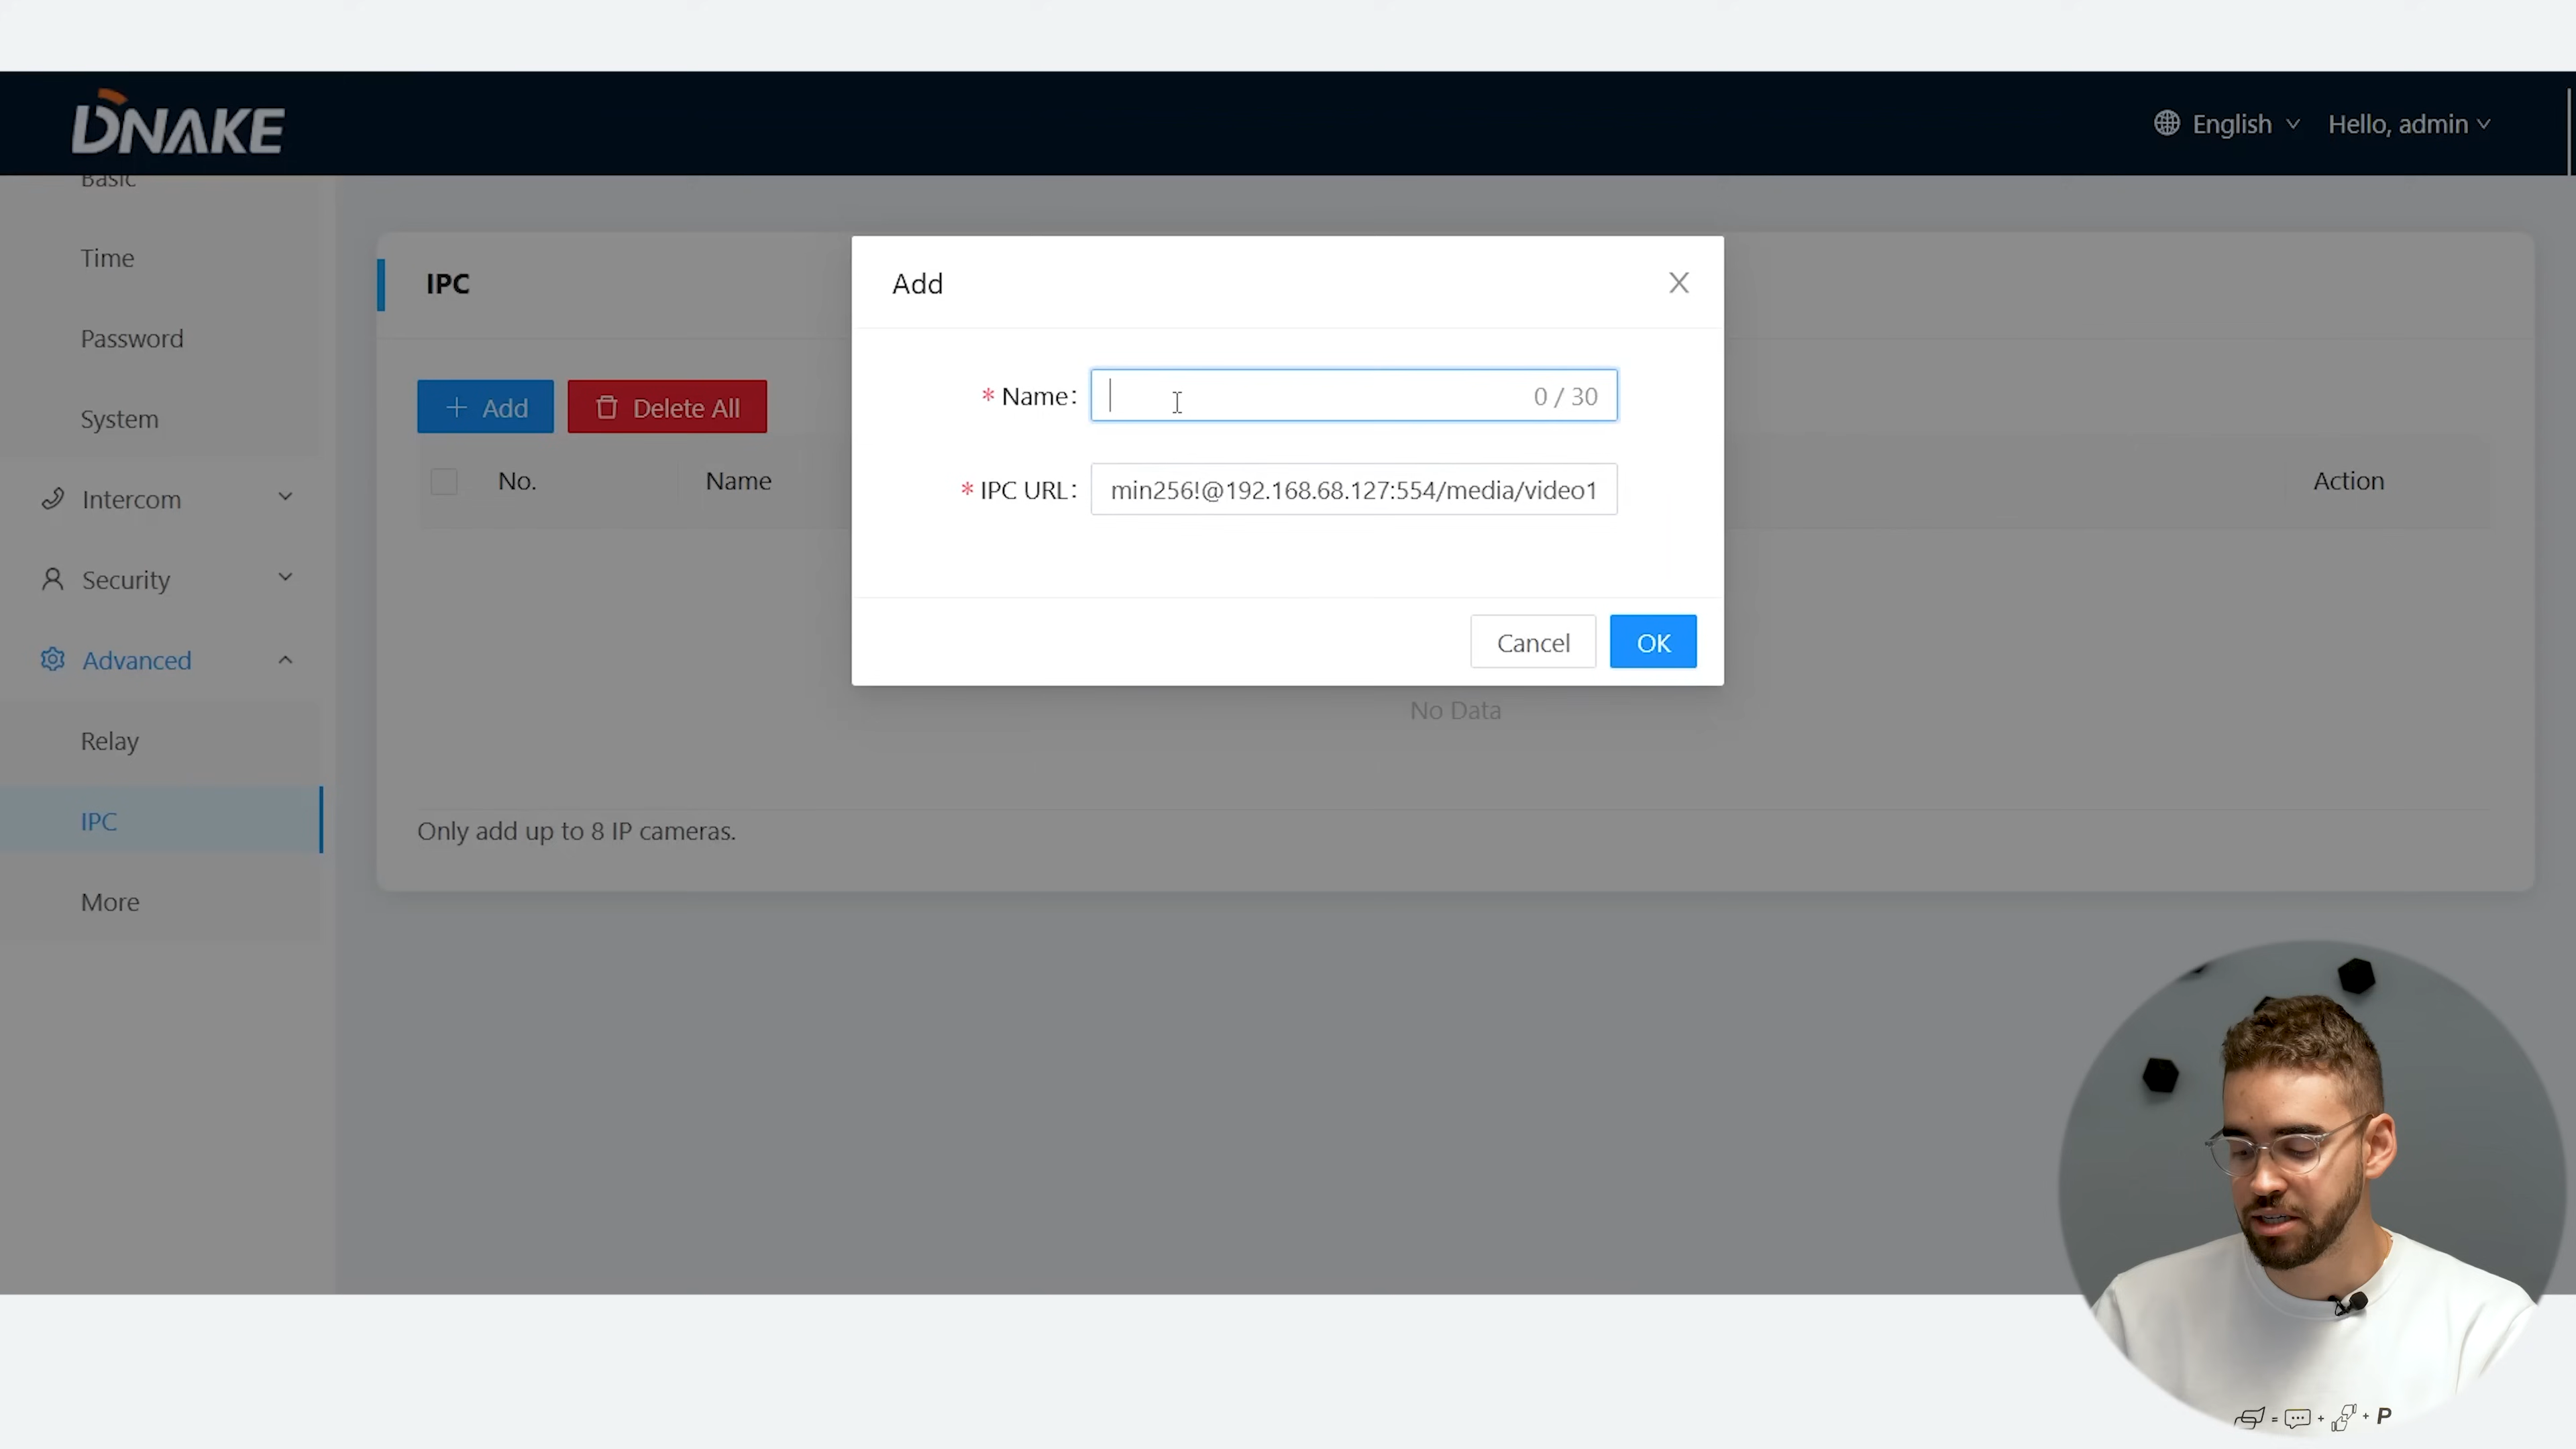 DNAKE
English
Hello, admin
Basic
Time
Password
System
Intercom
Security
Advanced
Relay
IPC
More
IPC
+ Add
Delete All
No.
Name
Action
No Data
Only add up to 8 IP cameras.
Add
X
* Name:
0 / 30
* IPC URL:
min256!@192.168.68.127:554/media/video1
Cancel
OK
= + + P